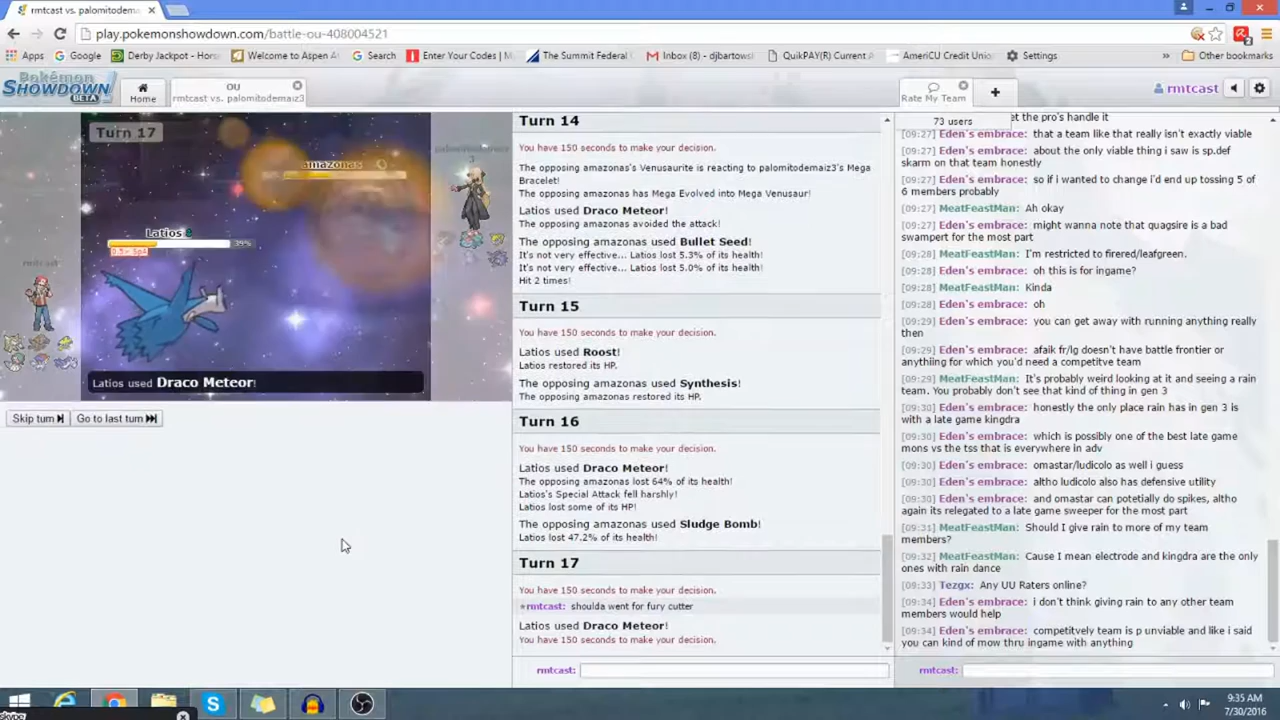 rmtcast vs. palomitodema
play.pokemonshowdown.com/battle-ou-408004521
Apps
Google
Derby Jackpot - Hors
Welcome to Aspen A
Search
Enter Your Codes | M
The Summit Federal C
Inbox (8) - djbartows
QuikPAY(R) Current A
AmeriCU Credit Unio
Settings
»
Other bookmarks
Pokémon
SHOWDOWN
BETA
Home
OU
rmtcast vs. palomitodemaiz3
Rate My Team
+
rmtcast
Turn 17
amazonas
Latios
39%
0.5× SpA
rmtcast
Latios used Draco Meteor!
Skip turn
Go to last turn
Turn 14
You have 150 seconds to make your decision.
The opposing amazonas's Venusaurite is reacting to palomitodemaiz3's Mega
Bracelet!
The opposing amazonas has Mega Evolved into Mega Venusaur!
Latios used Draco Meteor!
The opposing amazonas avoided the attack!
The opposing amazonas used Bullet Seed!
It's not very effective... Latios lost 5.3% of its health!
It's not very effective... Latios lost 5.0% of its health!
Hit 2 times!
Turn 15
You have 150 seconds to make your decision.
Latios used Roost!
Latios restored its HP.
The opposing amazonas used Synthesis!
The opposing amazonas restored its HP.
Turn 16
You have 150 seconds to make your decision.
Latios used Draco Meteor!
The opposing amazonas lost 64% of its health!
Latios's Special Attack fell harshly!
Latios lost some of its HP!
The opposing amazonas used Sludge Bomb!
Latios lost 47.2% of its health!
Turn 17
You have 150 seconds to make your decision.
★rmtcast: shoulda went for fury cutter
Latios used Draco Meteor!
You have 150 seconds to make your decision.
rmtcast:
73 users
et the pro's handle it
[09:27] Eden's embrace: that a team like that really isn't exactly viable
[09:27] Eden's embrace: about the only viable thing i saw is sp.def
skarm on that team honestly
[09:27] Eden's embrace: so if i wanted to change i'd end up tossing 5 of
6 members probably
[09:27] MeatFeastMan: Ah okay
[09:27] Eden's embrace: might wanna note that quagsire is a bad
swampert for the most part
[09:28] MeatFeastMan: I'm restricted to firered/leafgreen.
[09:28] Eden's embrace: oh this is for ingame?
[09:28] MeatFeastMan: Kinda
[09:28] Eden's embrace: oh
[09:29] Eden's embrace: you can get away with running anything really
then
[09:29] Eden's embrace: afaik fr/lg doesn't have battle frontier or
anything for which you'd need a competitve team
[09:29] MeatFeastMan: It's probably weird looking at it and seeing a rain
team. You probably don't see that kind of thing in gen 3
[09:30] Eden's embrace: honestly the only place rain has in gen 3 is
with a late game kingdra
[09:30] Eden's embrace: which is possibly one of the best late game
mons vs the tss that is everywhere in adv
[09:30] Eden's embrace: omastar/ludicolo as well i guess
[09:30] Eden's embrace: altho ludicolo also has defensive utility
[09:30] Eden's embrace: and omastar can potetially do spikes, altho
again its relegated to a late game sweeper for the most part
[09:31] MeatFeastMan: Should I give rain to more of my team
members?
[09:32] MeatFeastMan: Cause I mean electrode and kingdra are the only
ones with rain dance
[09:33] Tezgx: Any UU Raters online?
[09:34] Eden's embrace: i don't think giving rain to any other team
members would help
[09:34] Eden's embrace: competitvely team is p unviable and like i said
you can kind of mow thru ingame with anything
rmtcast:
skype
9:35 AM
7/30/2016